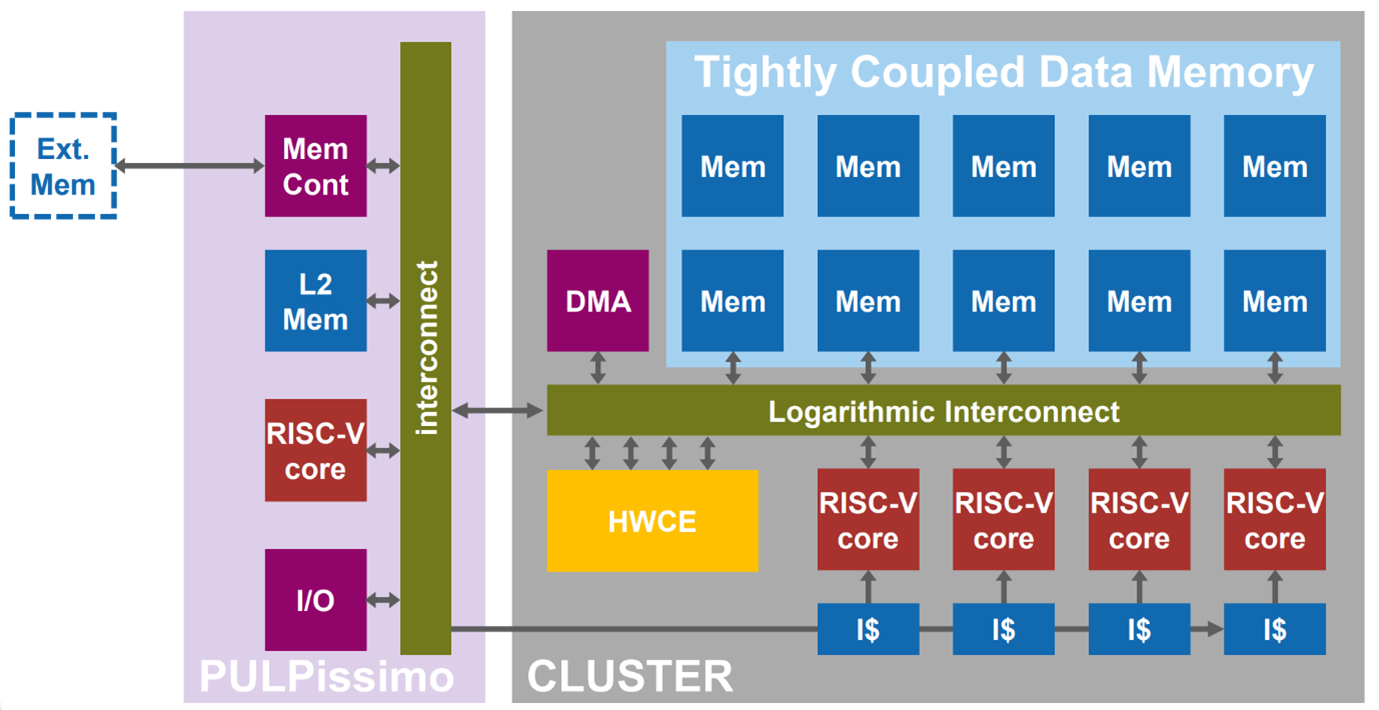 Tightly Coupled Data Memory
Ext.
Mem
Mem
Cont
Mem
Mem
Mem
Mem
Mem
L2
Mem
interconnect
DMA
Mem
Mem
Mem
Mem
Mem
Logarithmic Interconnect
RISC-V
core
HWCE
RISC-V
core
RISC-V
core
RISC-V
core
RISC-V
core
I/O
I$
I$
I$
I$
PULPissimo
CLUSTER